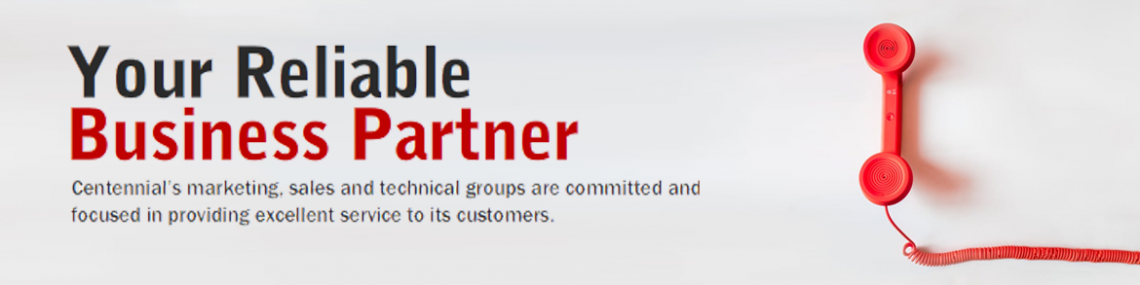 Your Reliable
Business Partner
Centennial's marketing, sales and technical groups are committed and
focused in providing excellent service to its customers.